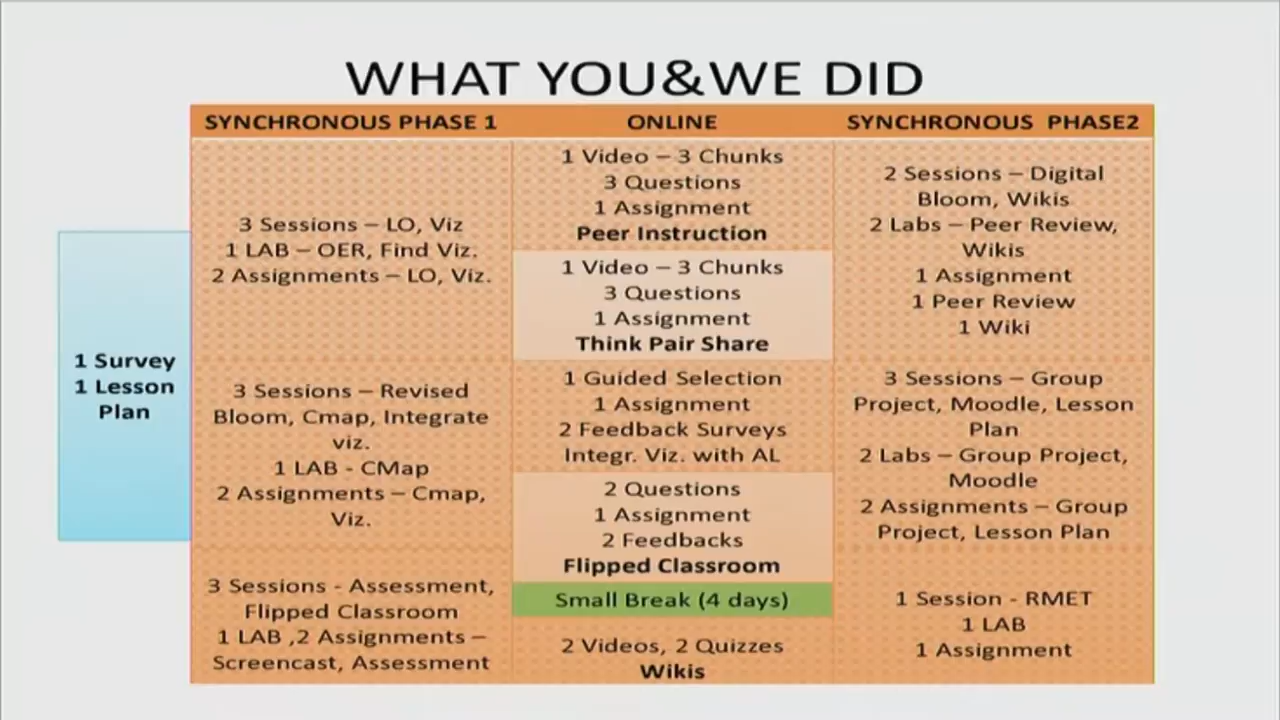 WHAT YOU&WE DID
SYNCHRONOUS PHASE 1
ONLINE
SYNCHRONOUS PHASE2
1 Survey
1 Lesson
Plan
3 Sessions – LO, Viz
1 LAB – OER, Find Viz.
2 Assignments – LO, Viz.
3 Sessions – Revised
Bloom, Cmap, Integrate
viz.
1 LAB - CMap
2 Assignments – Cmap,
Viz.
3 Sessions - Assessment,
Flipped Classroom
1 LAB ,2 Assignments –
Screencast, Assessment
1 Video – 3 Chunks
3 Questions
1 Assignment
Peer Instruction
1 Video – 3 Chunks
3 Questions
1 Assignment
Think Pair Share
1 Guided Selection
1 Assignment
2 Feedback Surveys
Integr. Viz. with AL
2 Questions
1 Assignment
2 Feedbacks
Flipped Classroom
Small Break (4 days)
2 Videos, 2 Quizzes
Wikis
2 Sessions – Digital
Bloom, Wikis
2 Labs – Peer Review,
Wikis
1 Assignment
1 Peer Review
1 Wiki
3 Sessions – Group
Project, Moodle, Lesson
Plan
2 Labs – Group Project,
Moodle
2 Assignments – Group
Project, Lesson Plan
1 Session - RMET
1 LAB
1 Assignment